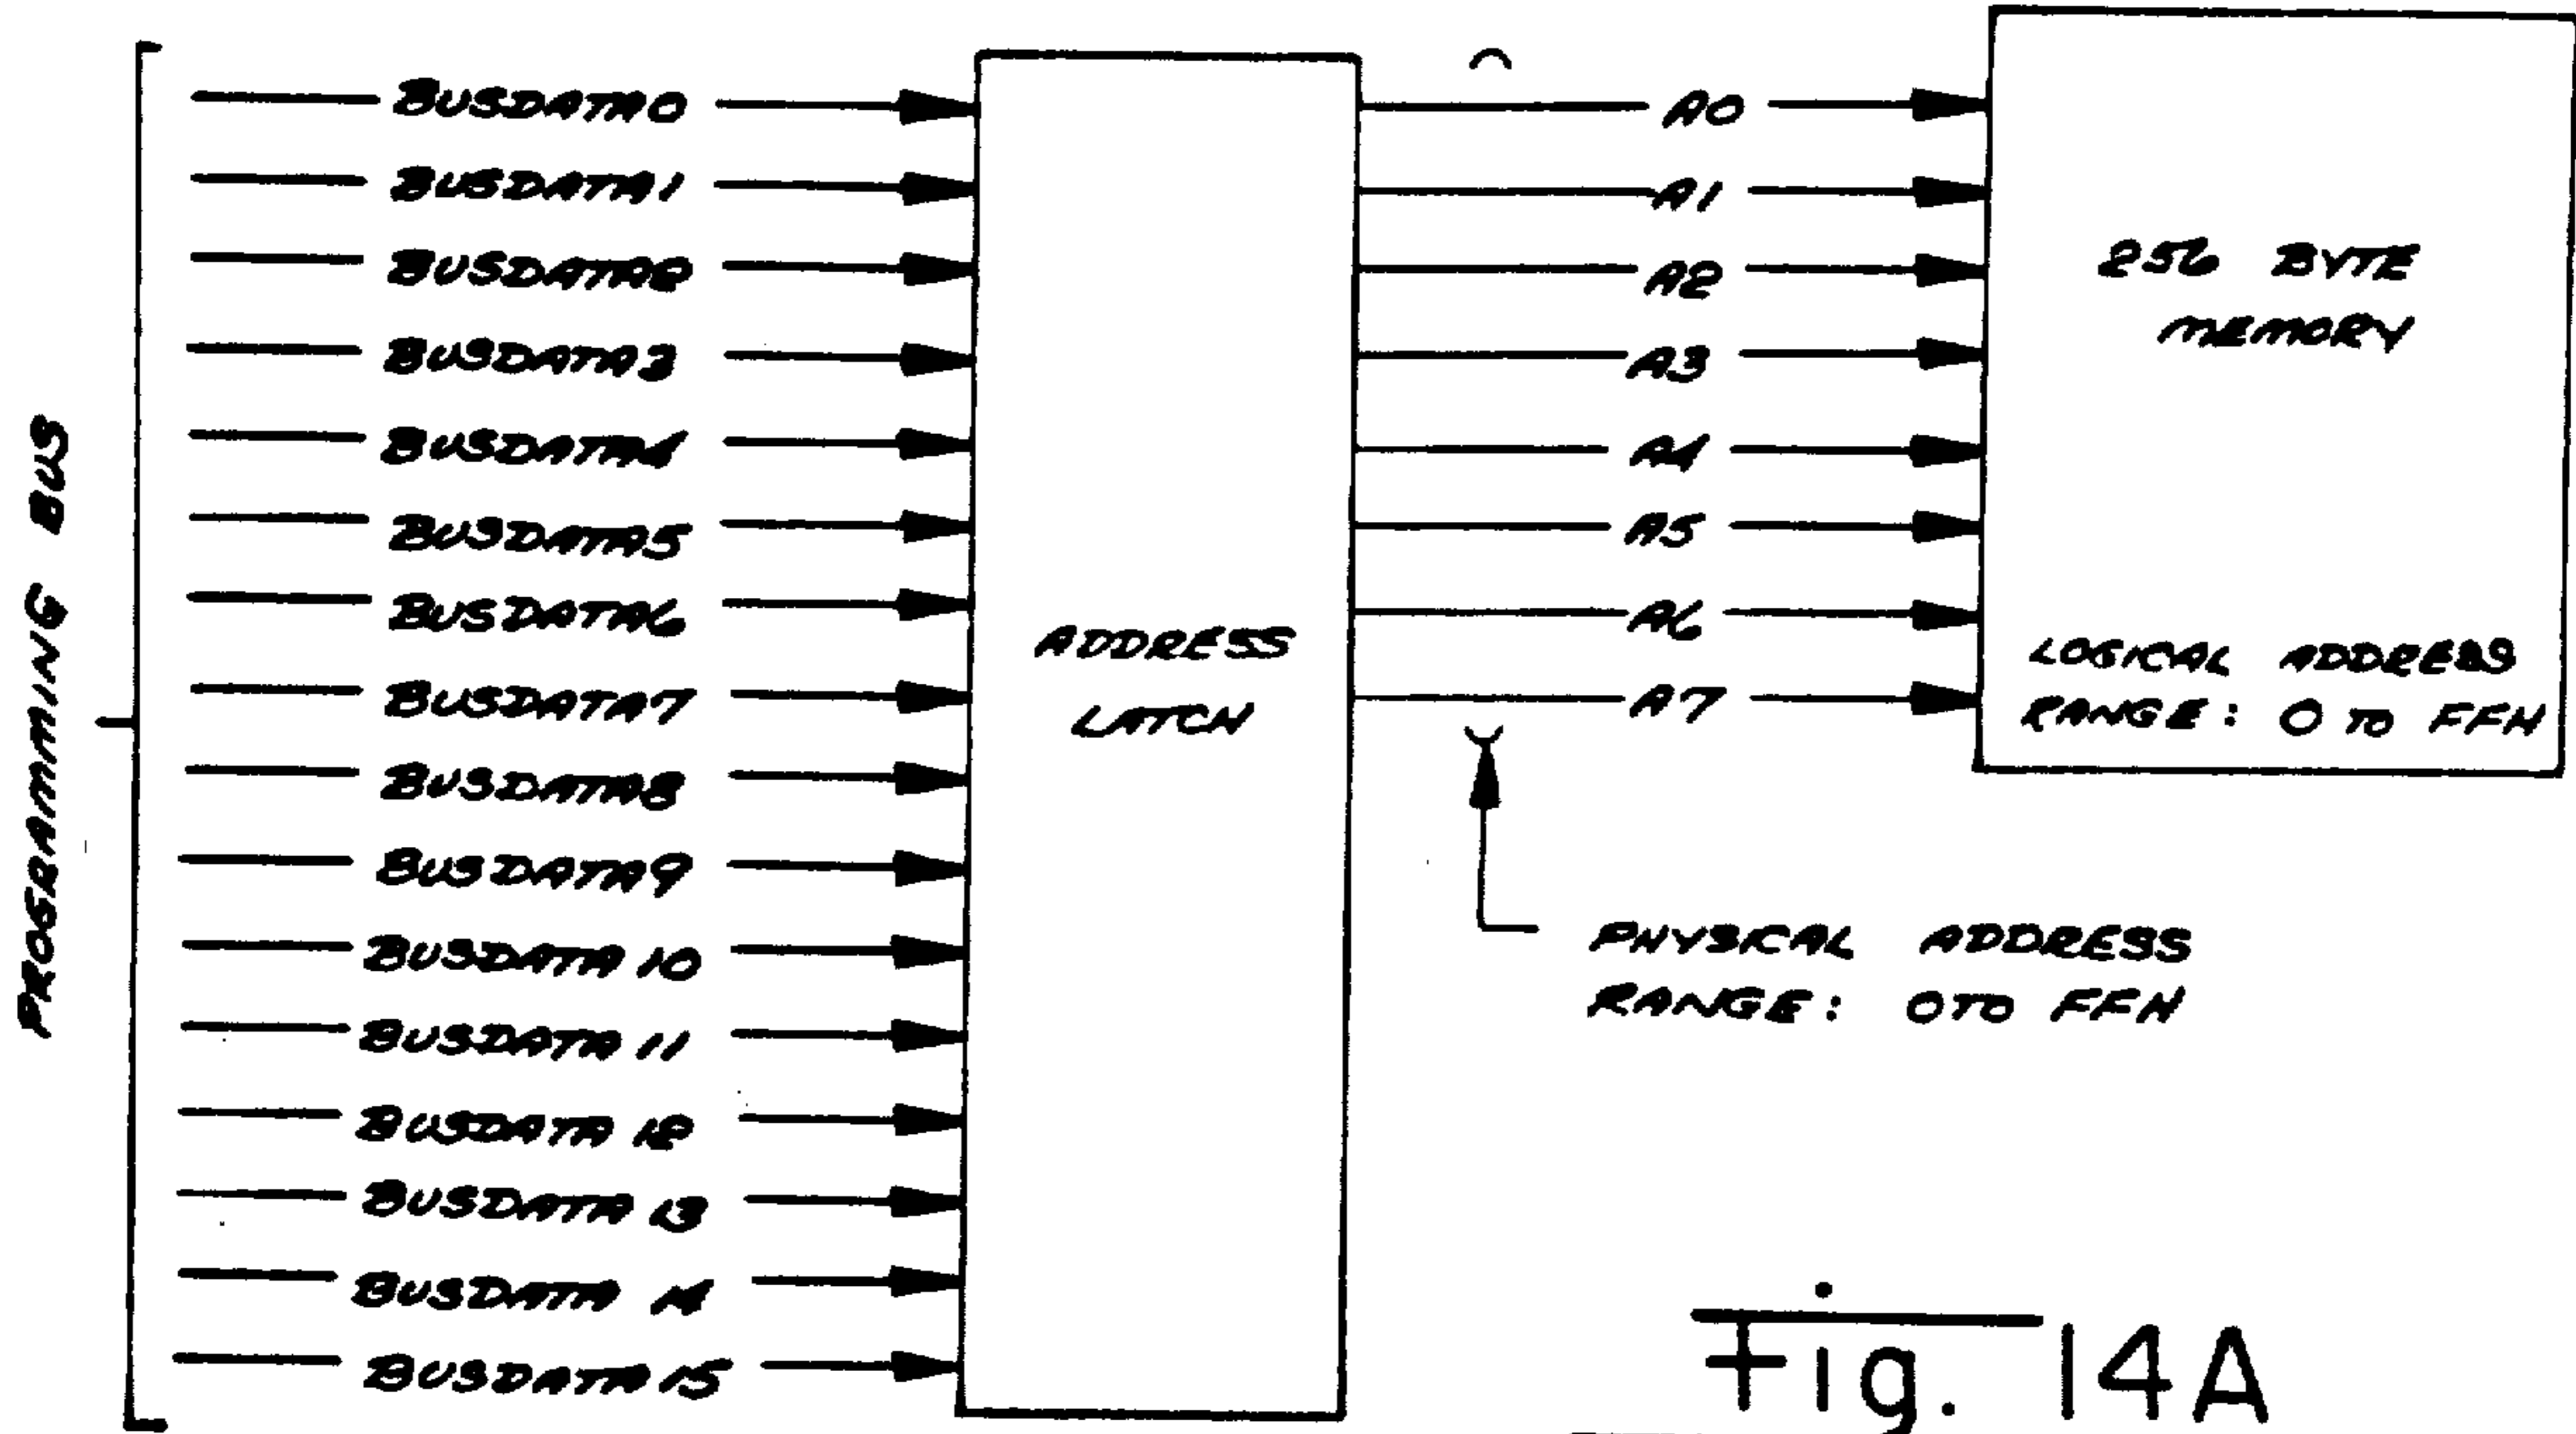 PROGRAMMING BUS
BUSDATA0
BUSDATA1
BUSDATA2
BUSDATA3
BUSDATA4
BUSDATA5
BUSDATA6
BUSDATA7
BUSDATA8
BUSDATA9
BUSDATA 10
BUSDATA 11
BUSDATA 12
BUSDATA 13
BUSDATA 14
BUSDATA 15
ADDRESS
LATCH
A0
A1
A2
A3
A4
A5
A6
A7
256 BYTE
MEMORY
LOGICAL ADDRESS
RANGE: 0 TO FFH
PHYSICAL ADDRESS
RANGE: 0 TO FFH
Fig. 14A